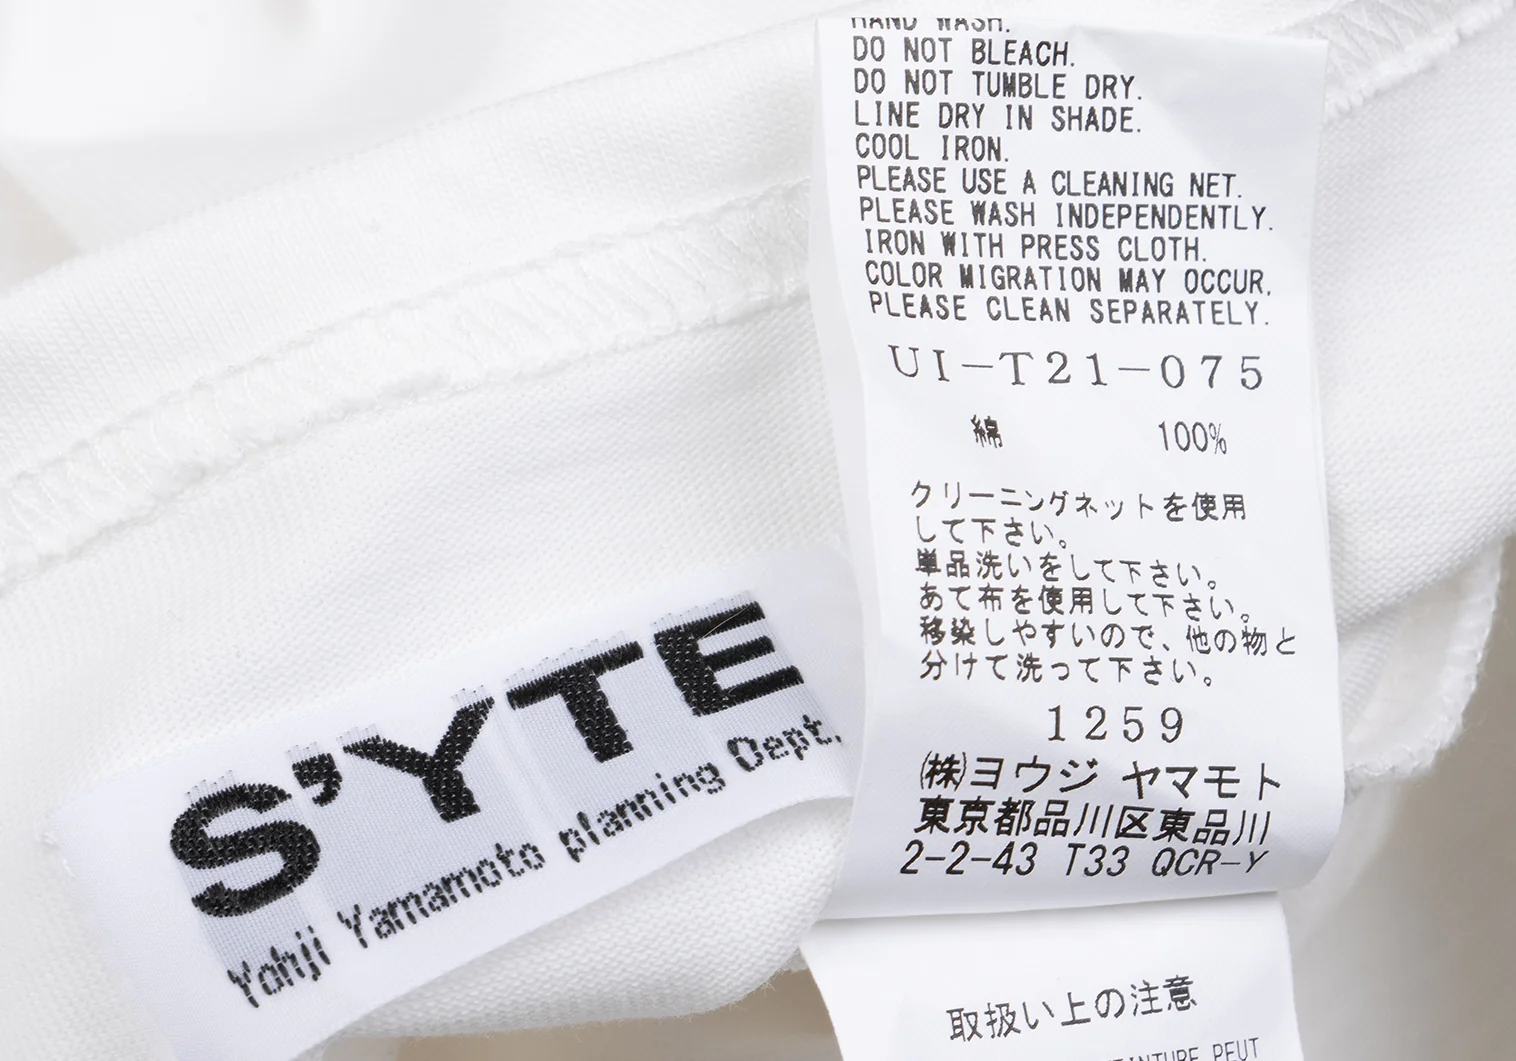 HAND WASH.
DO NOT BLEACH.
DO NOT TUMBLE DRY.
LINE DRY IN SHADE.
COOL IRON.
PLEASE USE A CLEANING NET.
PLEASE WASH INDEPENDENTLY.
IRON WITH PRESS CLOTH.
COLOR MIGRATION MAY OCCUR,
PLEASE CLEAN SEPARATELY.
UI-T21-075
綿 100%
クリーニングネットを使用
して下さい。
単品洗いをして下さい。
あて布を使用して下さい。
移染しやすいので、他の物と
分けて洗って下さい。
1259
㈱ヨウジ ヤマモト
東京都品川区東品川
2-2-43 T33 QCR-Y
取扱い上の注意
PEUT
S'YTE
Yohji Yamamoto planning Dept.